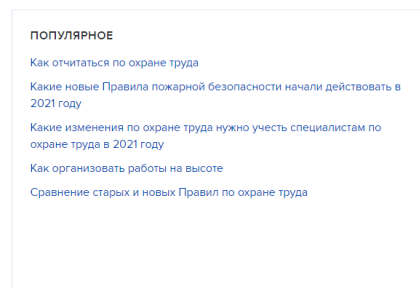 ПОПУЛЯРНОЕ
Как отчитаться по охране труда
Какие новые Правила пожарной безопасности начали действовать в
2021 году
Какие изменения по охране труда нужно учесть специалистам по
охране труда в 2021 году
Как организовать работы на высоте
Сравнение старых и новых Правил по охране труда